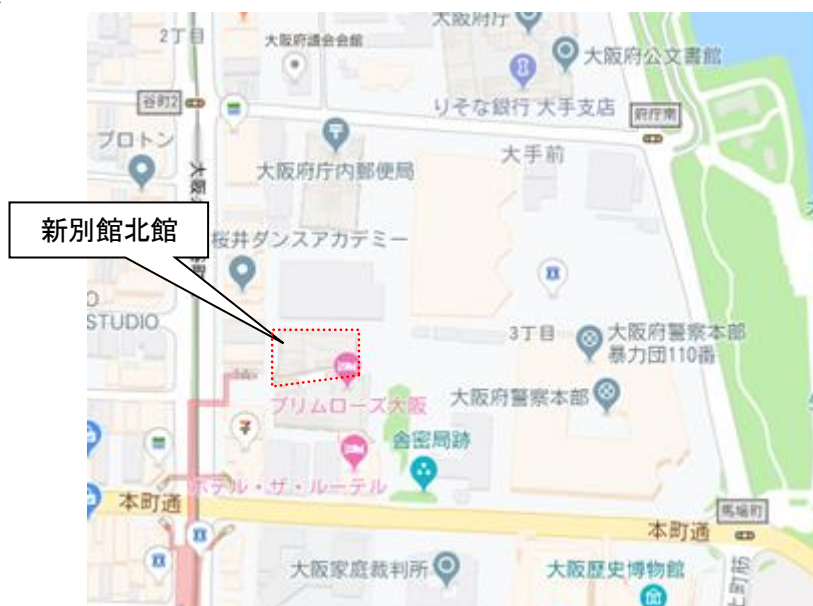 2丁目
大阪府議会会館
大阪府庁
大阪府公文書館
りそな銀行 大手支店
谷町2
府庁南
プロトン
大阪府庁内郵便局
大手前
新別館北館
桜井ダンスアカデミー
STUDIO
3丁目
大阪府警察本部
暴力団110番
プリムローズ大阪
大阪府警察本部
舎密局跡
ホテル・ザ・ルーテル
本町通
馬場町
本町通
大阪家庭裁判所
大阪歴史博物館
上町筋